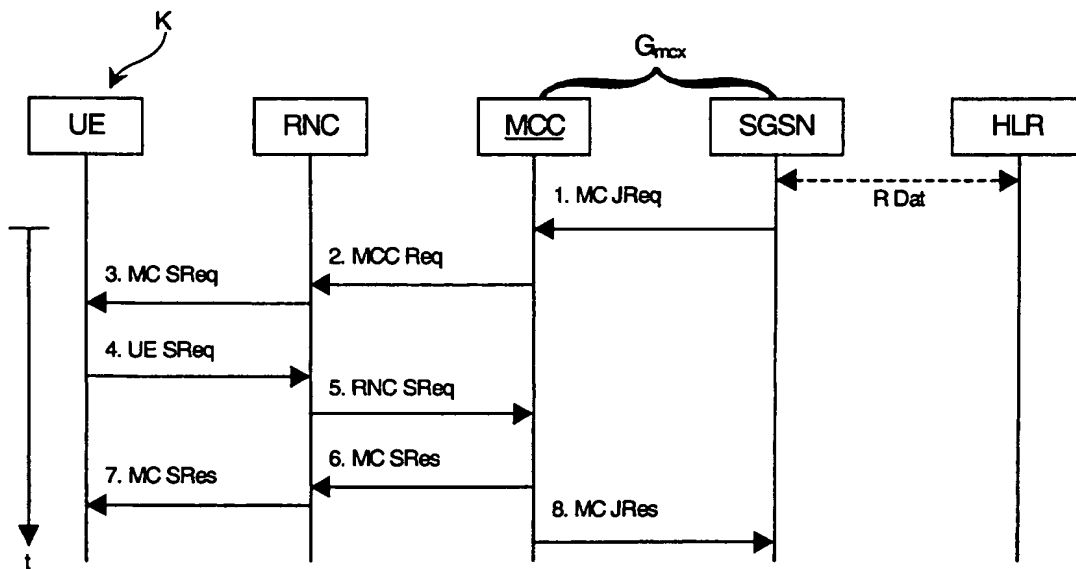 K
Gmcx
UE
RNC
MCC
SGSN
HLR
R Dat
1. MC JReq
2. MCC Req
3. MC SReq
4. UE SReq
5. RNC SReq
6. MC SRes
7. MC SRes
8. MC JRes
t